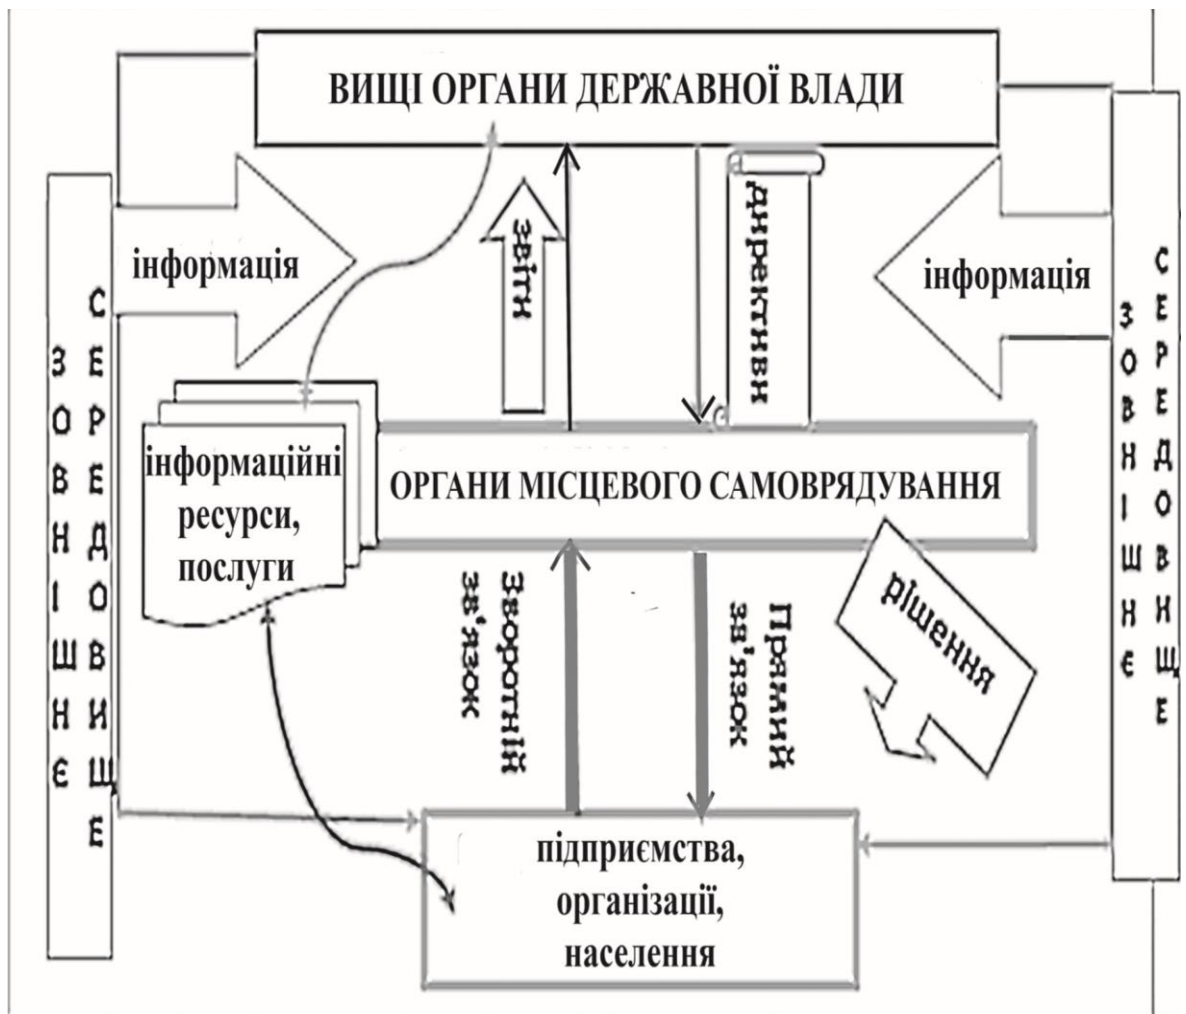 ВИЩІ ОРГАНИ ДЕРЖАВНОЇ ВЛАДИ
інформація
звіти
директиви
інформація
ЗОВНІШНЄ
СЕРЕДОВИЩЕ
інформаційні
ресурси,
послуги
ОРГАНИ МІСЦЕВОГО САМОВРЯДУВАННЯ
ЗОВНІШНЄ
СЕРЕДОВИЩЕ
Зворотній
зв'язок
Прямий
зв'язок
рішення
підприємства,
організації,
населення